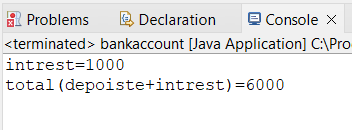 Problems Declaration Console
<terminated> bankaccount [Java Application] C:\Pro
intrest=1000
total(depoiste+intrest)=6000